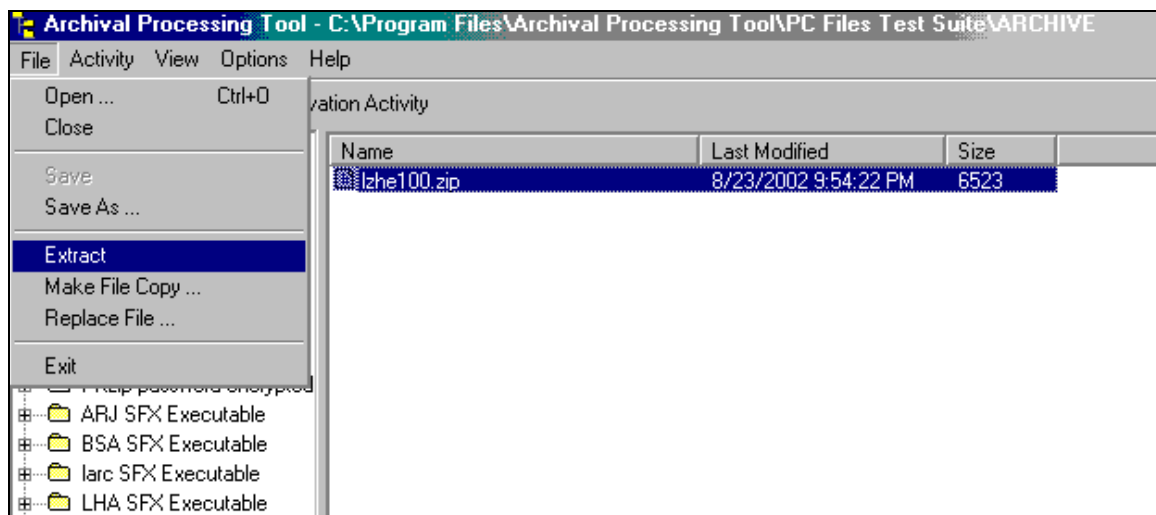 Archival Processing Tool - C:\Program Files\Archival Processing Tool\PC Files Test Suite\ARCHIVE
File Activity View Options Help
Open ... Ctrl+O
Close
Save
Save As ...
Extract
Make File Copy ...
Replace File ...
Exit
vation Activity
Name Last Modified Size
lzhe100.zip 8/23/2002 9:54:22 PM 6523
PKZip password encrypted
ARJ SFX Executable
BSA SFX Executable
larc SFX Executable
LHA SFX Executable